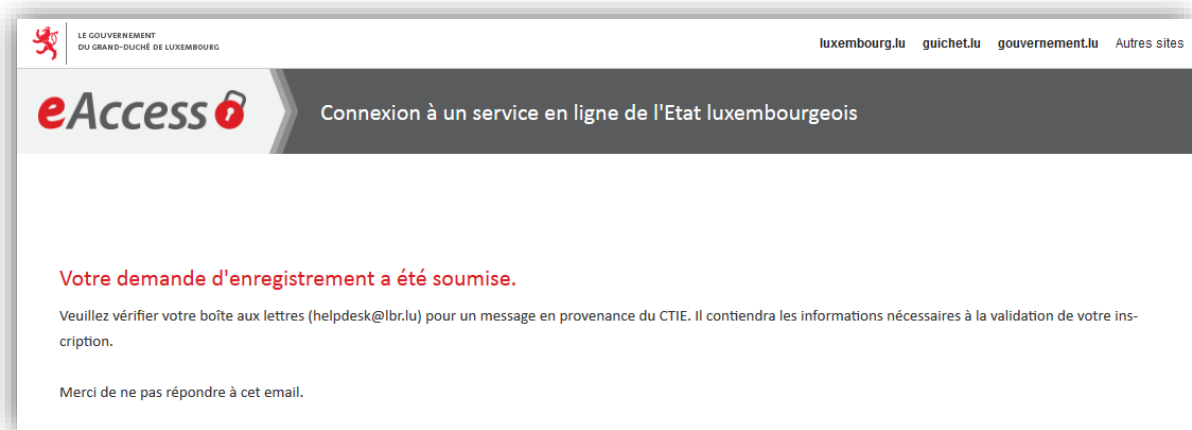 LE GOUVERNEMENT
DU GRAND-DUCHÉ DE LUXEMBOURG
luxembourg.lu guichet.lu gouvernement.lu Autres sites
eAccess
Connexion à un service en ligne de l'Etat luxembourgeois
Votre demande d'enregistrement a été soumise.
Veuillez vérifier votre boîte aux lettres (helpdesk@lbr.lu) pour un message en provenance du CTIE. Il contiendra les informations nécessaires à la validation de votre ins-
cription.
Merci de ne pas répondre à cet email.